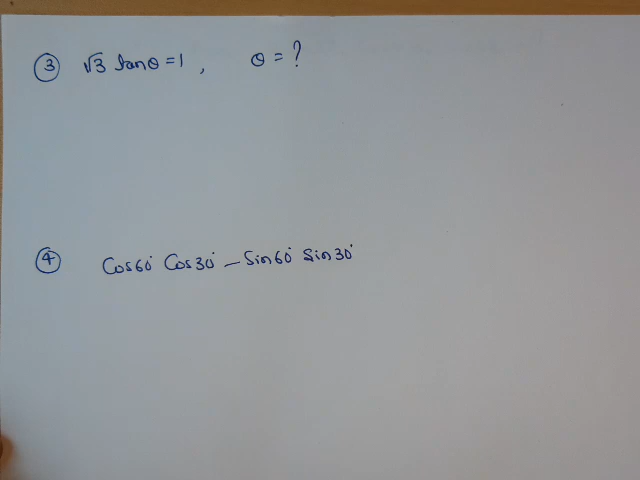 ③ √3 tanθ = 1 , θ = ?
④ Cos60° Cos30° – Sin60° Sin30°